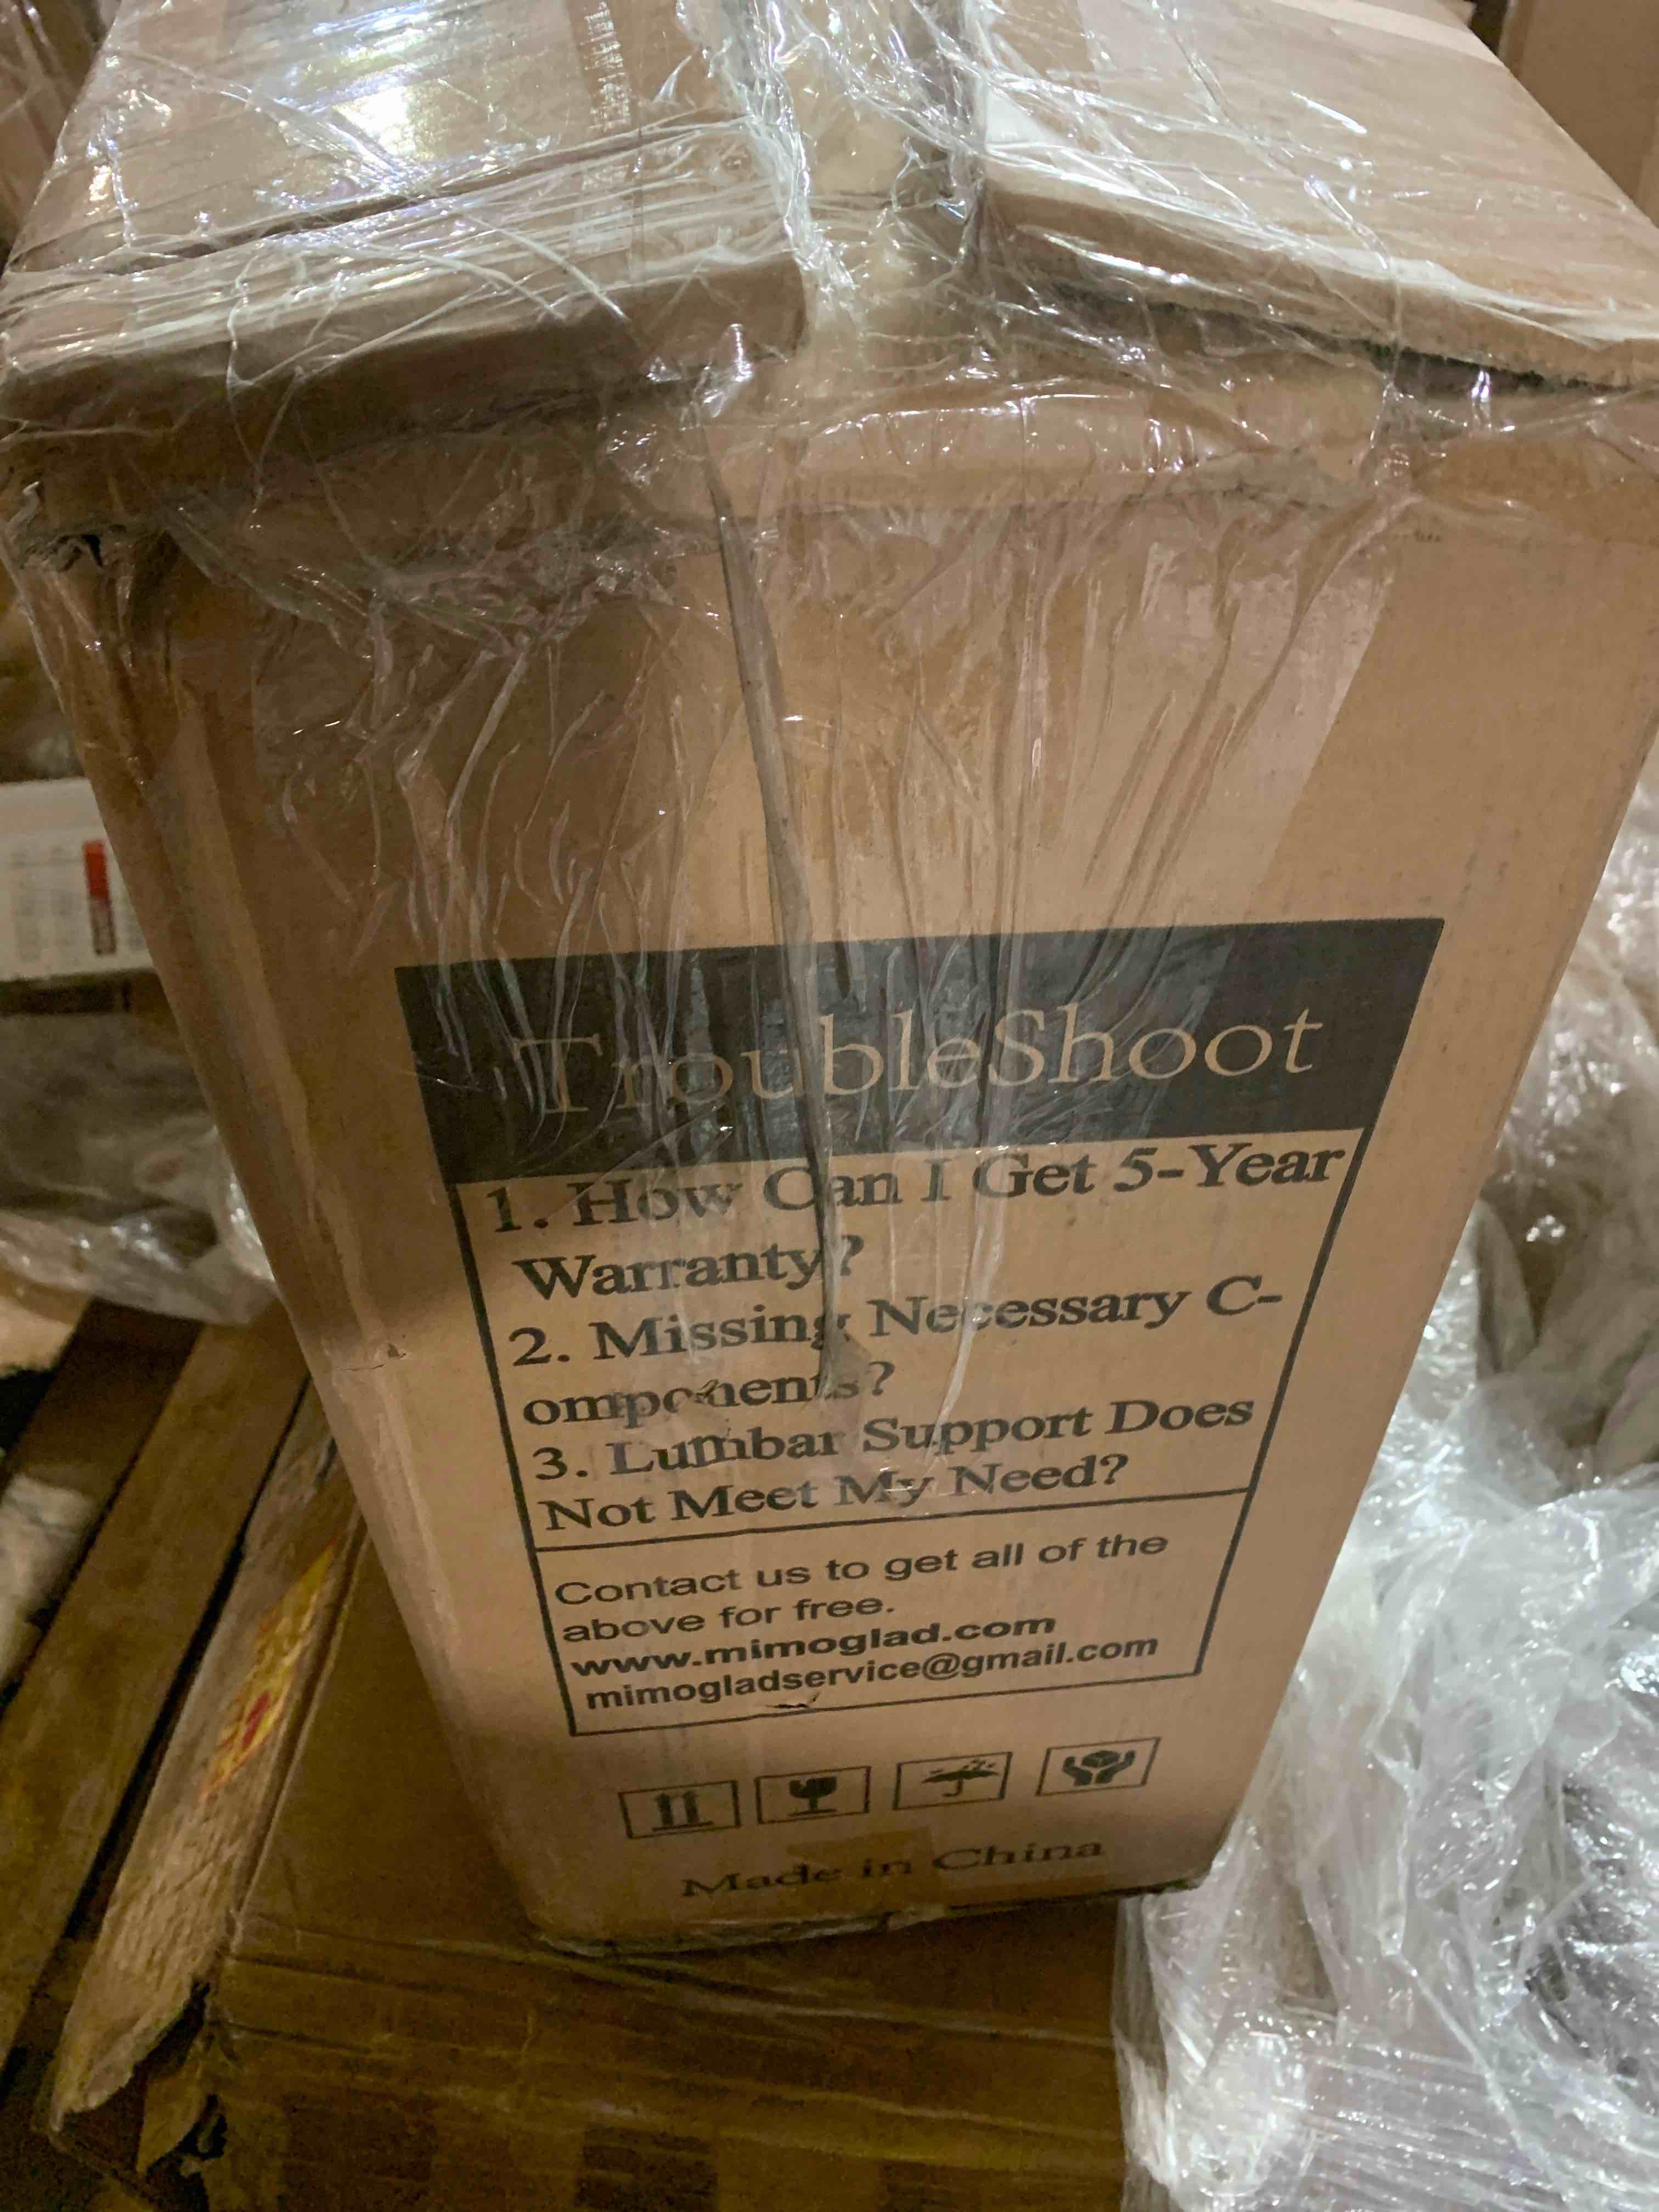 TroubleShoot
1. How Can I Get 5-Year
Warranty?
2. Missing Necessary C-
omponents?
3. Lumbar Support Does
Not Meet My Need?
Contact us to get all of the
above for free.
www.mimoglad.com
mimogladservice@gmail.com
Made in China